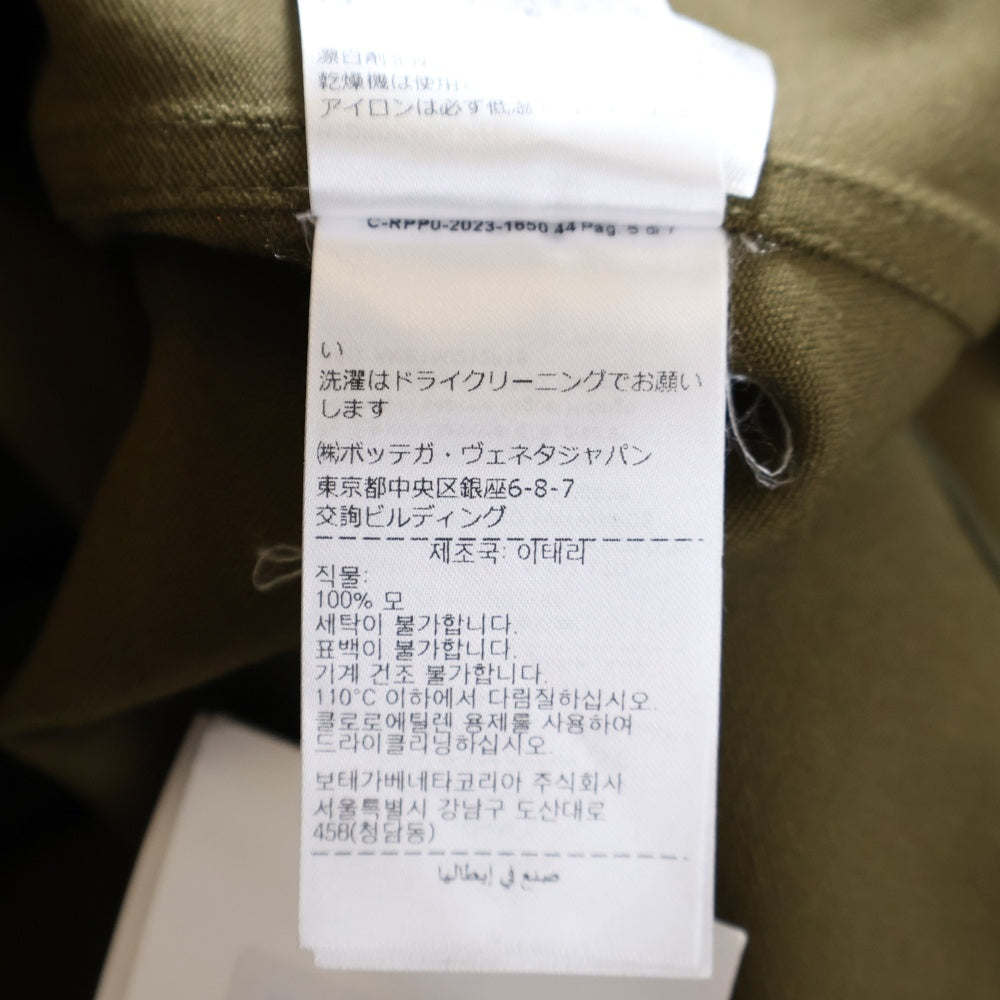 漂白剤
乾燥機は使用
アイロンは必ず低温
C-RPPU-2023-1650 44 Pag. 5 di 7
い
洗濯はドライクリーニングでお願い
します
㈱ボッテガ・ヴェネタジャパン
東京都中央区銀座6-8-7
交詢ビルディング
제조국: 이태리
직물:
100% 모
세탁이 불가합니다.
표백이 불가합니다.
기계 건조 불가합니다.
110°C 이하에서 다림질하십시오.
클로로에틸렌 용제를 사용하여
드라이클리닝하십시오.
보테가베네타코리아 주식회사
서울특별시 강남구 도산대로
458(청담동)
صنع في إيطاليا